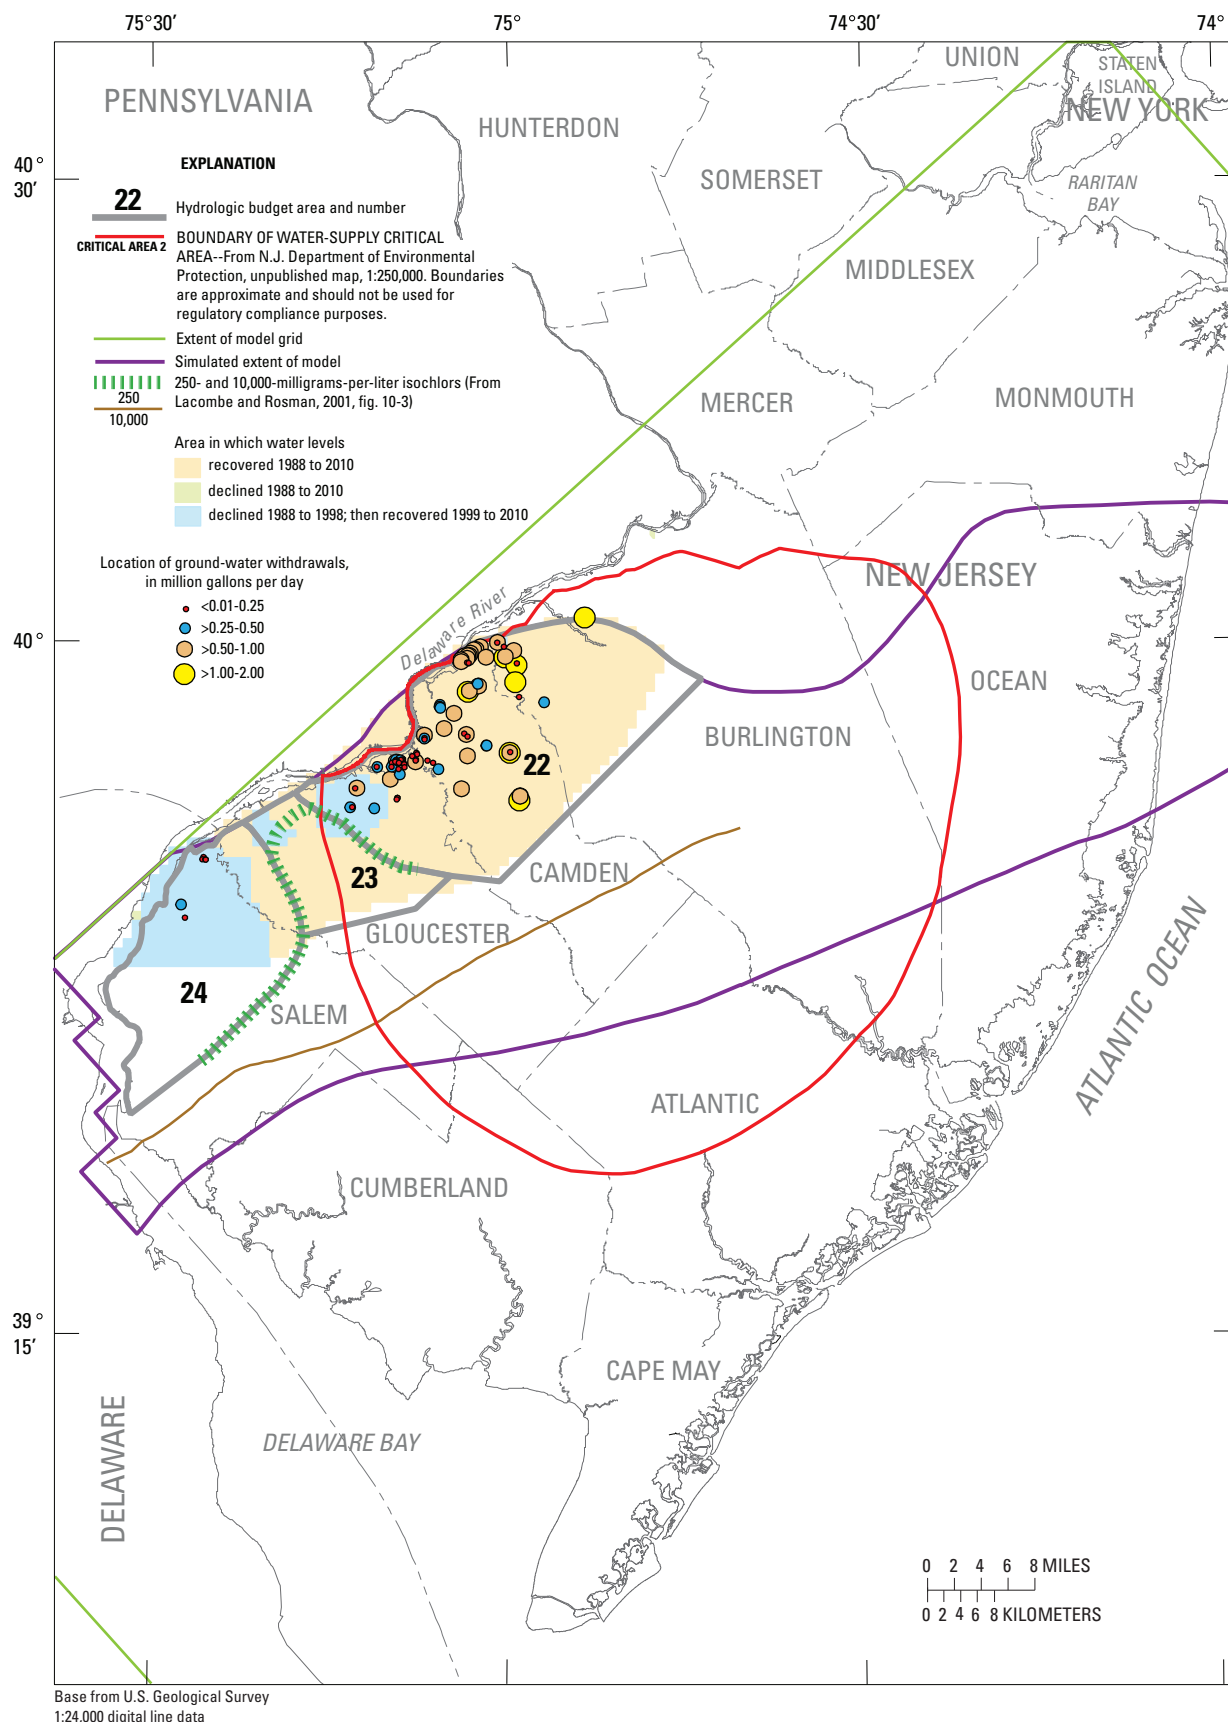 75°30'
75°
74°30'
74°
UNION
STATEN
ISLAND
PENNSYLVANIA
NEW YORK
HUNTERDON
40°
30'
EXPLANATION
SOMERSET
RARITAN
BAY
22
Hydrologic budget area and number
CRITICAL AREA 2
BOUNDARY OF WATER-SUPPLY CRITICAL
AREA--From N.J. Department of Environmental
Protection, unpublished map, 1:250,000. Boundaries
are approximate and should not be used for
regulatory compliance purposes.
MIDDLESEX
Extent of model grid
Simulated extent of model
250- and 10,000-milligrams-per-liter isochlors (From
Lacombe and Rosman, 2001, fig. 10-3)
250
10,000
MERCER
MONMOUTH
Area in which water levels
recovered 1988 to 2010
declined 1988 to 2010
declined 1988 to 1998; then recovered 1999 to 2010
Location of ground-water withdrawals,
in million gallons per day
<0.01-0.25
>0.25-0.50
>0.50-1.00
>1.00-2.00
NEW JERSEY
Delaware River
40°
OCEAN
BURLINGTON
22
CAMDEN
23
GLOUCESTER
24
SALEM
ATLANTIC OCEAN
ATLANTIC
CUMBERLAND
39°
15'
CAPE MAY
DELAWARE
DELAWARE BAY
0 2 4 6 8 MILES
0 2 4 6 8 KILOMETERS
Base from U.S. Geological Survey
1:24,000 digital line data